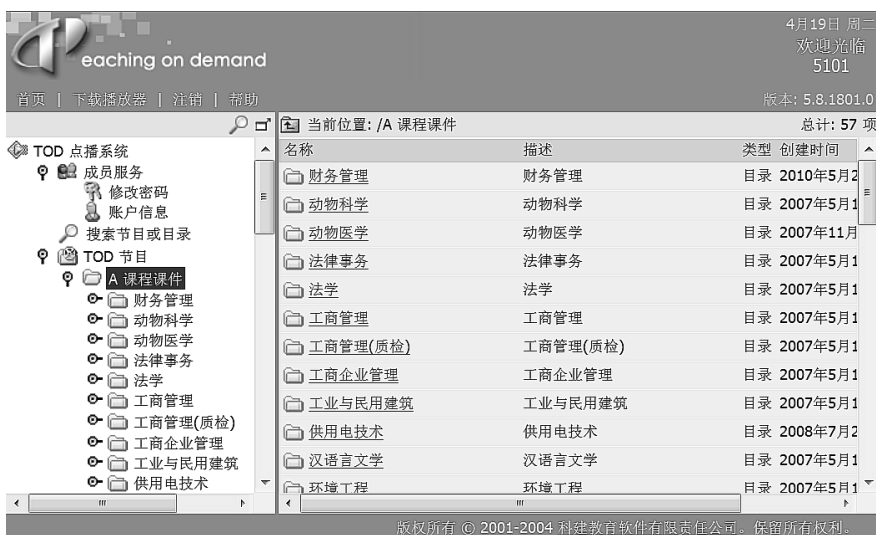 eaching on demand
4月19日 周二
欢迎光临
5101
首页 | 下载播放器 | 注销 | 帮助
版本: 5.8.1801.0
当前位置: /A 课程课件
总计: 57 项
TOD 点播系统
成员服务
修改密码
账户信息
搜索节目或目录
TOD 节目
A 课程课件
财务管理
动物科学
动物医学
法律事务
法学
工商管理
工商管理(质检)
工商企业管理
工业与民用建筑
供用电技术
名称 描述 类型 创建时间
财务管理 财务管理 目录 2010年5月2
动物科学 动物科学 目录 2007年5月1
动物医学 动物医学 目录 2007年11月
法律事务 法律事务 目录 2007年5月1
法学 法学 目录 2007年5月1
工商管理 工商管理 目录 2007年5月1
工商管理(质检) 工商管理(质检) 目录 2007年5月1
工商企业管理 工商企业管理 目录 2007年5月1
工业与民用建筑 工业与民用建筑 目录 2007年5月1
供用电技术 供用电技术 目录 2008年7月2
汉语言文学 汉语言文学 目录 2007年5月1
环境工程 环境工程 目录 2007年5月1
版权所有 © 2001-2004 科建教育软件有限责任公司。保留所有权利。